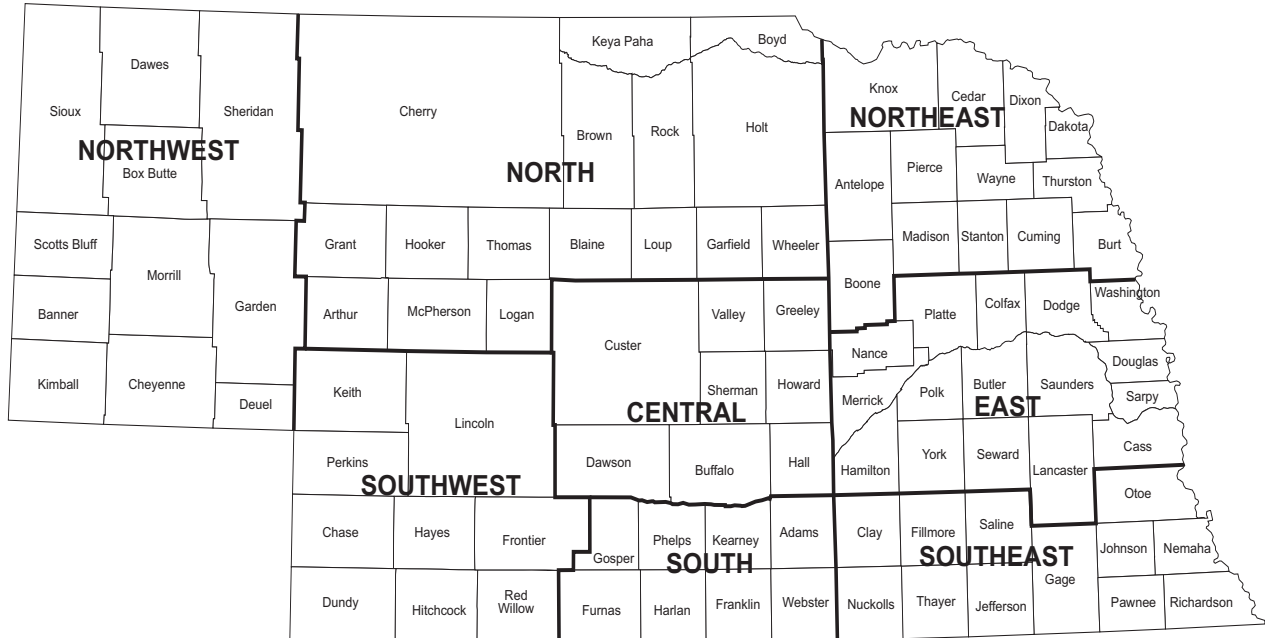 Keya Paha
Boyd
Dawes
Knox
Cedar
Dixon
Sioux
Sheridan
Cherry
Brown
Rock
Holt
NORTHEAST
Dakota
NORTHWEST
Box Butte
NORTH
Antelope
Pierce
Wayne
Thurston
Scotts Bluff
Grant
Hooker
Thomas
Blaine
Loup
Garfield
Wheeler
Madison
Stanton
Cuming
Burt
Morrill
Garden
Boone
Washington
Banner
Arthur
McPherson
Logan
Valley
Greeley
Platte
Colfax
Dodge
Custer
Nance
Douglas
Kimball
Cheyenne
Deuel
Keith
Lincoln
Sherman
Howard
Merrick
Polk
Butler
Saunders
Sarpy
CENTRAL
EAST
Perkins
Dawson
Buffalo
Hall
Hamilton
York
Seward
Lancaster
Cass
SOUTHWEST
Otoe
Chase
Hayes
Frontier
Gosper
Phelps
Kearney
Adams
Clay
Fillmore
Saline
SOUTH
SOUTHEAST
Gage
Johnson
Nemaha
Dundy
Hitchcock
Red
Willow
Furnas
Harlan
Franklin
Webster
Nuckolls
Thayer
Jefferson
Pawnee
Richardson